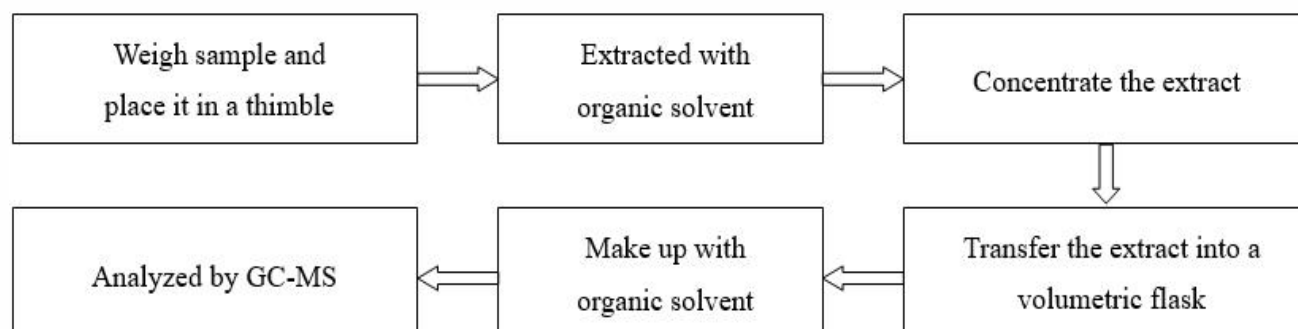 Weigh sample and
place it in a thimble
Extracted with
organic solvent
Concentrate the extract
Transfer the extract into a
volumetric flask
Make up with
organic solvent
Analyzed by GC-MS